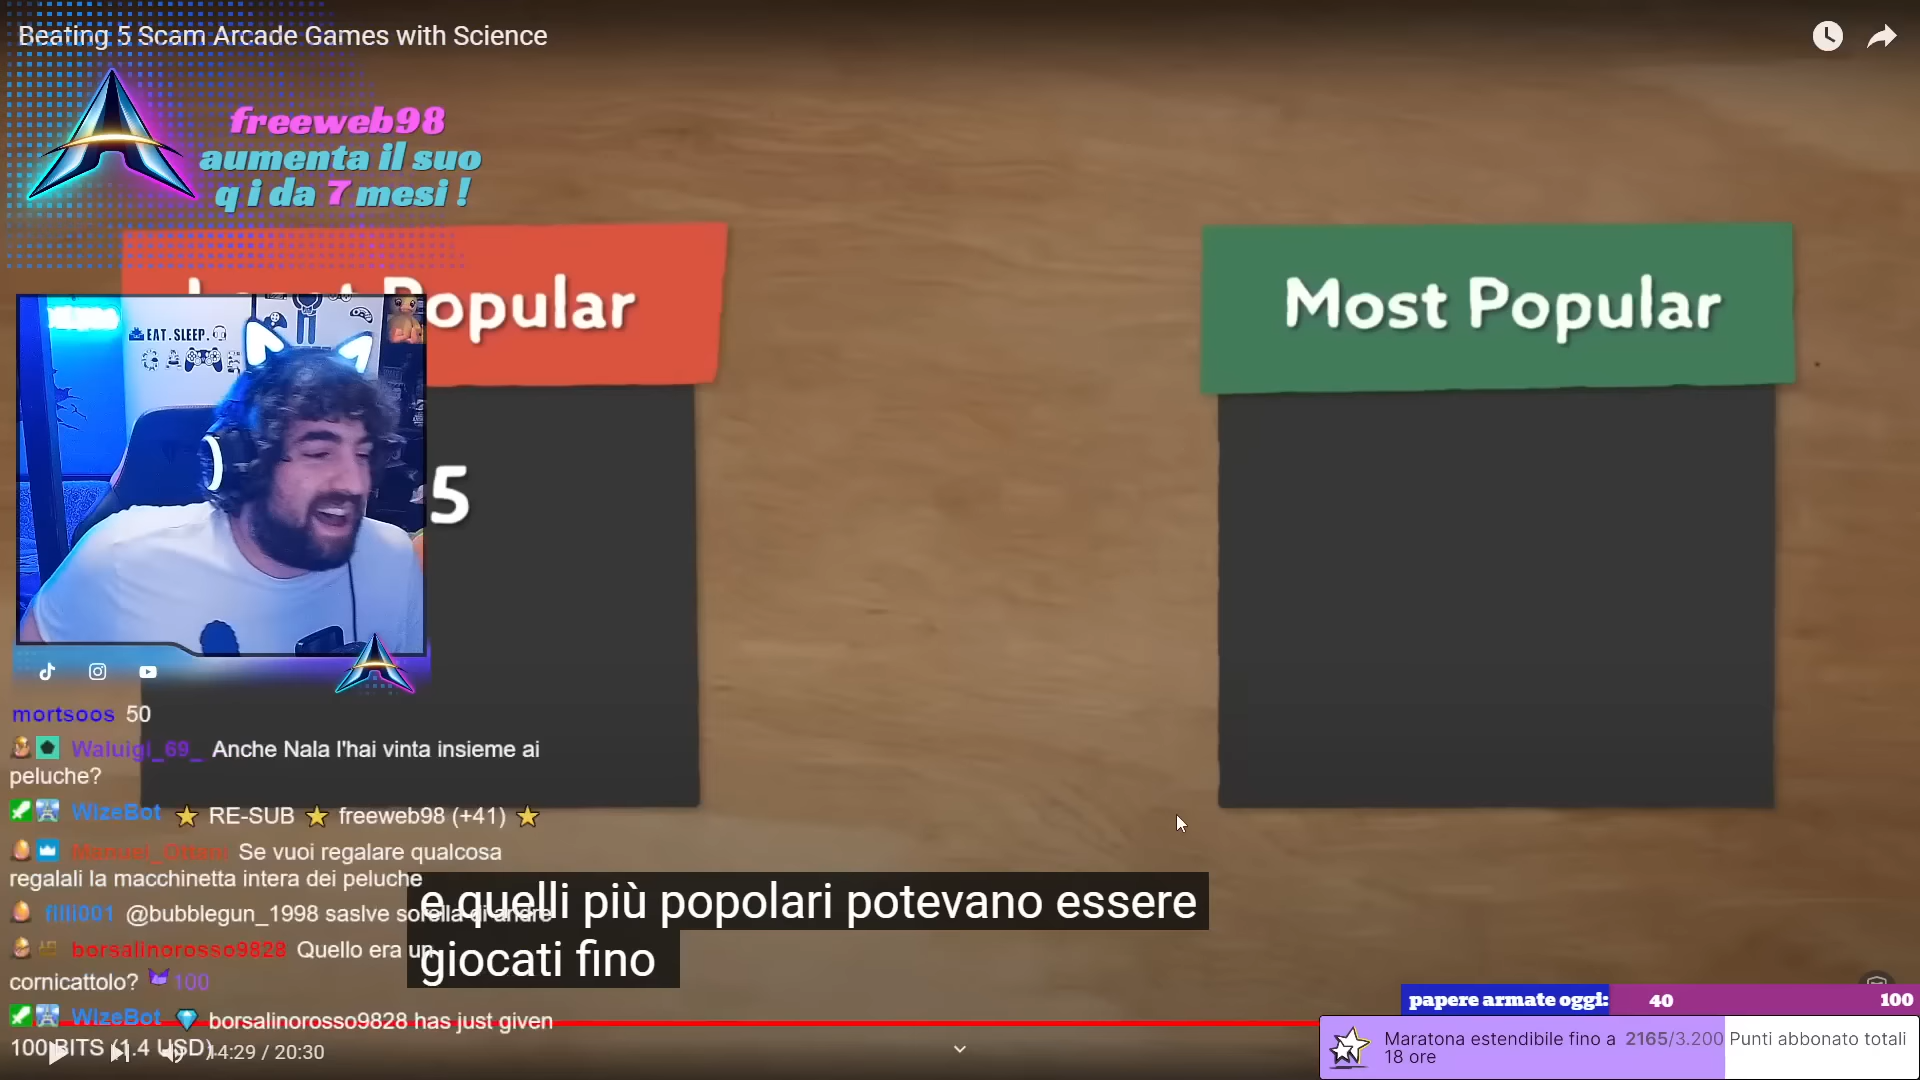 Beating 5 Scam Arcade Games with Science
freeweb98
aumenta il suo
q i da 7 mesi !
Popular
Most Popular
EAT.SLEEP.
5
mortsoos 50
Waluigi_69_ Anche Nala l'hai vinta insieme ai
peluche?
WizeBot RE-SUB freeweb98 (+41)
Se vuoi regalare qualcosa
regalali la macchinetta intera dei peluche
@bubblegun_1998 saslve sorella di andre
e quelli più popolari potevano essere
giocati fino
borsalinorosso9828 Quello era un
cornicattolo? 100
WizeBot borsalinorosso9828 has just given
100 BITS (1.4 USD)
14:29 / 20:30
papere armate oggi: 40 100
Maratona estendibile fino a 2165/3.200 Punti abbonato totali
18 ore